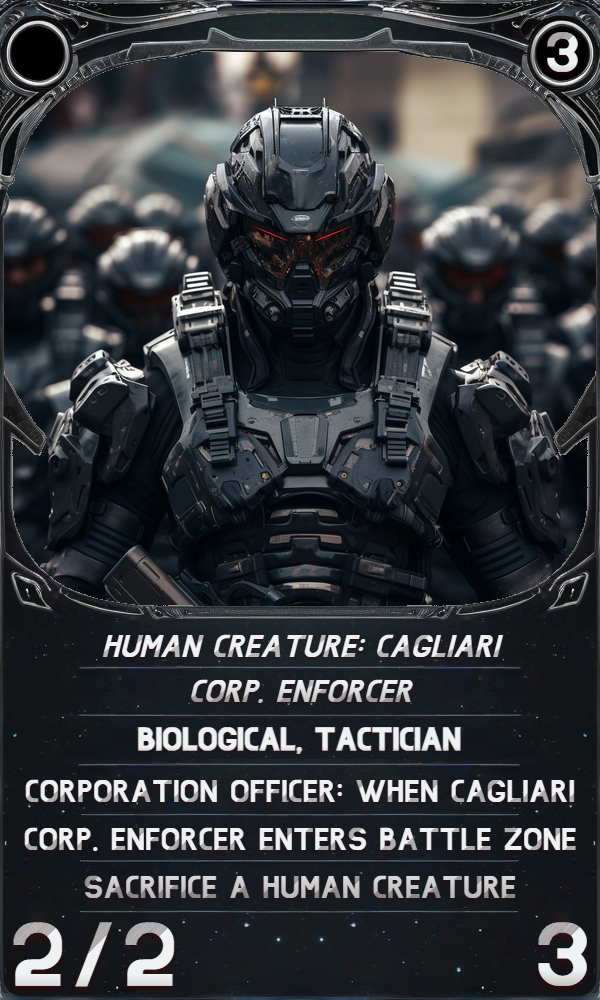 3
HUMAN CREATURE: CAGLIARI
CORP. ENFORCER
BIOLOGICAL, TACTICIAN
CORPORATION OFFICER: WHEN CAGLIARI
CORP. ENFORCER ENTERS BATTLE ZONE
SACRIFICE A HUMAN CREATURE
2/2 3